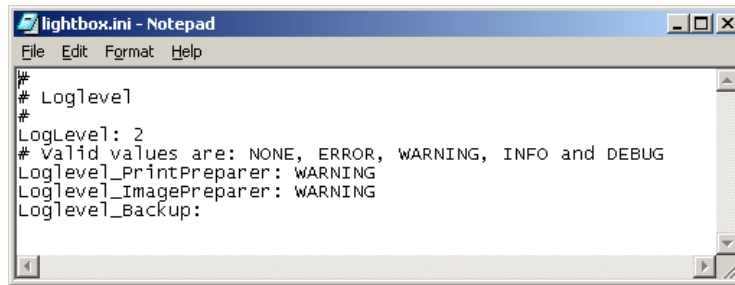 lightbox.ini - Notepad
File Edit Format Help
#
# Loglevel
#
LogLevel: 2
# Valid values are: NONE, ERROR, WARNING, INFO and DEBUG
Loglevel_PrintPreparer: WARNING
Loglevel_ImagePreparer: WARNING
Loglevel_Backup: